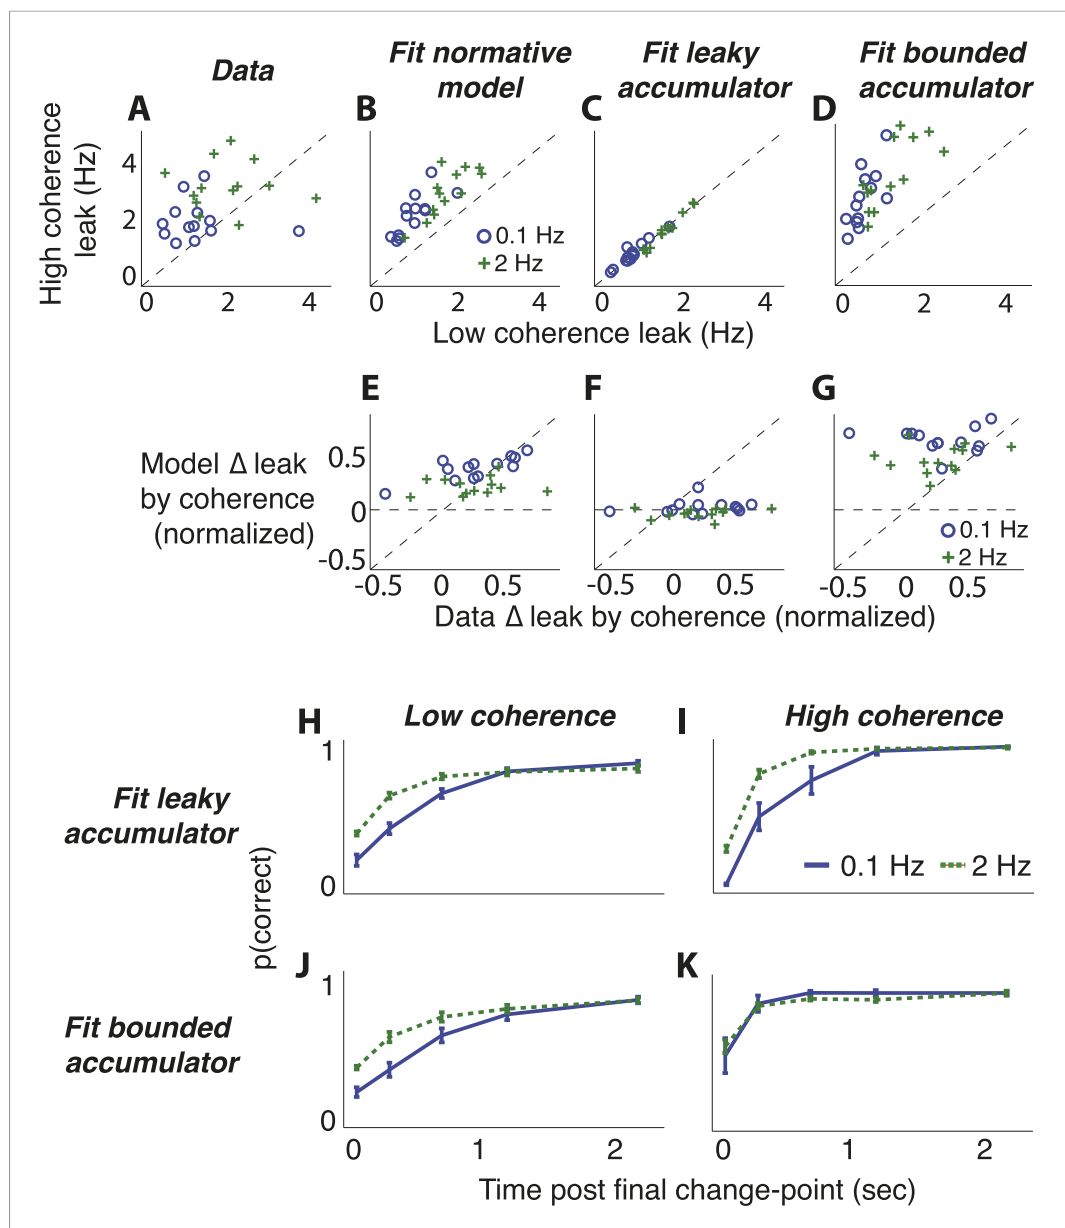 Data
Fit normative
model
Fit leaky
accumulator
Fit bounded
accumulator
A
B
C
D
High coherence
leak (Hz)
4
2
0
0.1 Hz
2 Hz
0 2 4
0 2 4
0 2 4
0 2 4
Low coherence leak (Hz)
E
F
G
Model Δ leak
by coherence
(normalized)
0.5
0
-0.5
0.1 Hz
2 Hz
-0.5 0 0.5
-0.5 0 0.5
-0.5 0 0.5
Data Δ leak by coherence (normalized)
H
Low coherence
I
High coherence
Fit leaky
accumulator
1
0
0.1 Hz 2 Hz
p(correct)
J
K
Fit bounded
accumulator
1
0
0 1 2
0 1 2
Time post final change-point (sec)